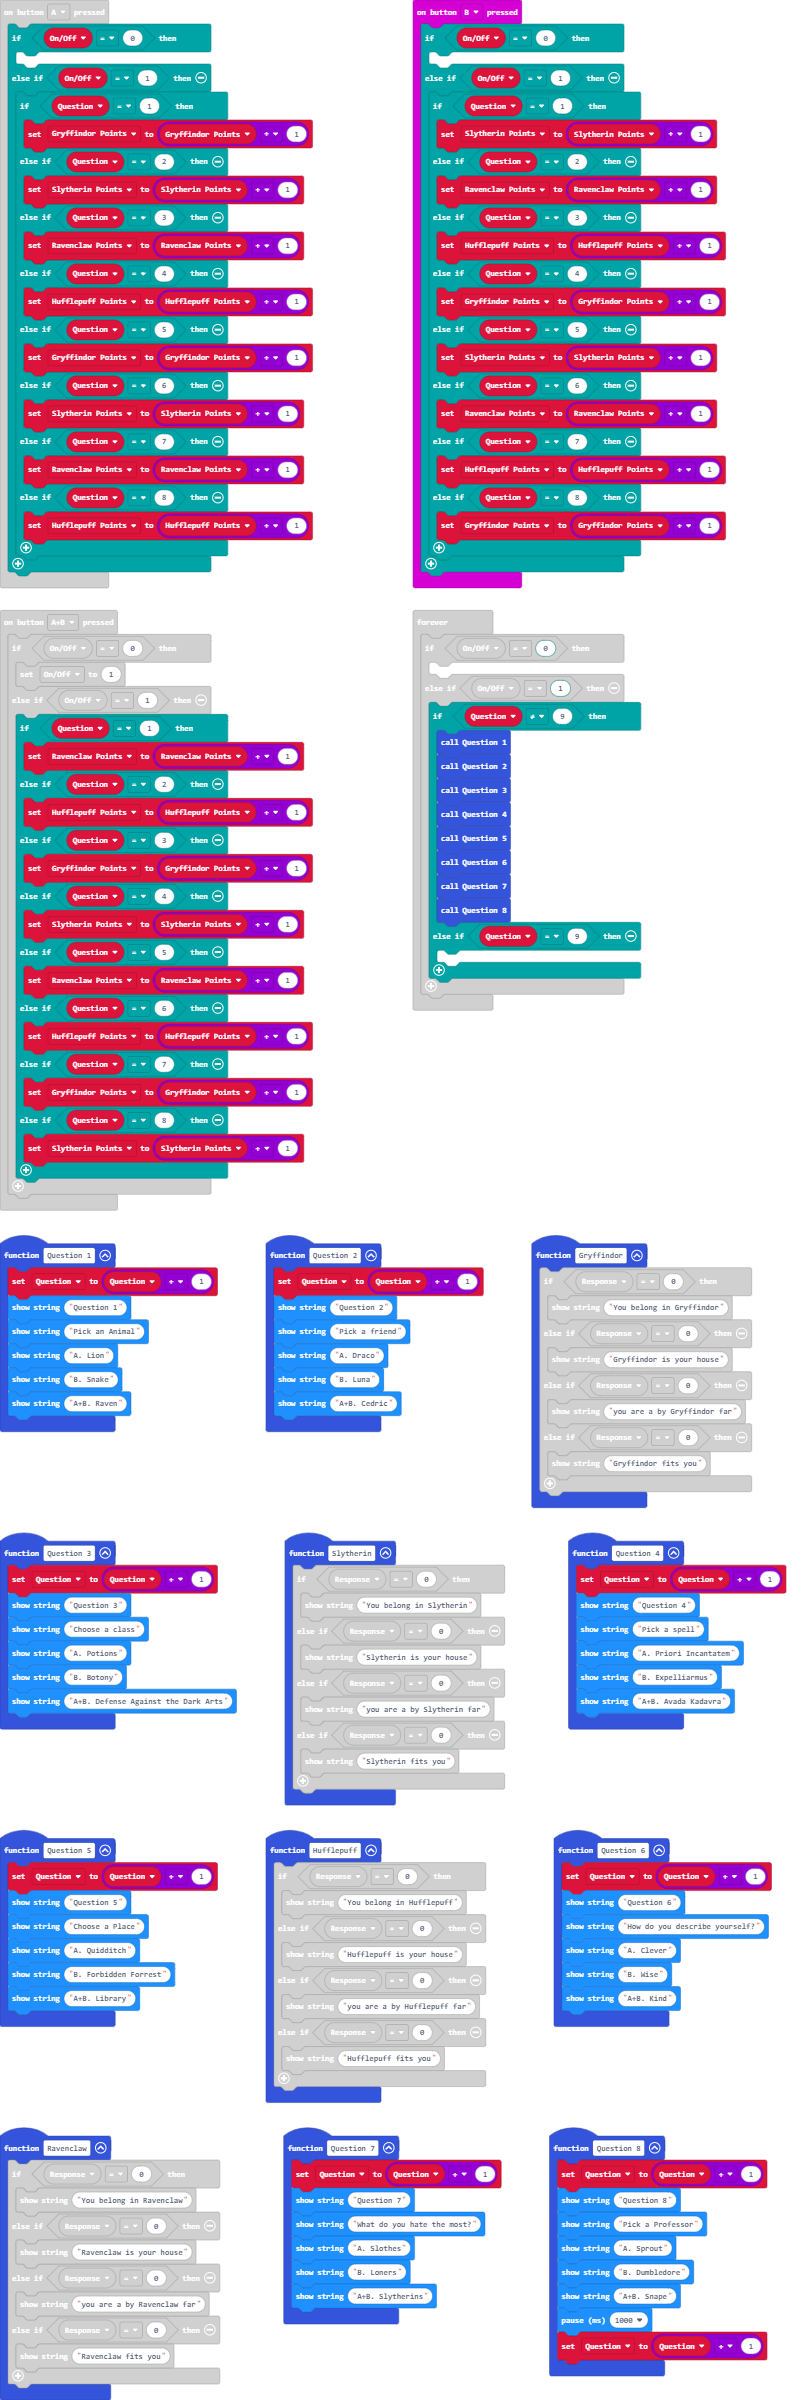 on button A pressed
if On/Off = 0 then
else if On/Off = 1 then
if Question = 1 then
set Gryffindor Points to Gryffindor Points + 1
else if Question = 2 then
set Slytherin Points to Slytherin Points + 1
else if Question = 3 then
set Ravenclaw Points to Ravenclaw Points + 1
else if Question = 4 then
set Hufflepuff Points to Hufflepuff Points + 1
else if Question = 5 then
set Gryffindor Points to Gryffindor Points + 1
else if Question = 6 then
set Slytherin Points to Slytherin Points + 1
else if Question = 7 then
set Ravenclaw Points to Ravenclaw Points + 1
else if Question = 8 then
set Hufflepuff Points to Hufflepuff Points + 1
on button B pressed
if On/Off = 0 then
else if On/Off = 1 then
if Question = 1 then
set Slytherin Points to Slytherin Points + 1
else if Question = 2 then
set Ravenclaw Points to Ravenclaw Points + 1
else if Question = 3 then
set Hufflepuff Points to Hufflepuff Points + 1
else if Question = 4 then
set Gryffindor Points to Gryffindor Points + 1
else if Question = 5 then
set Slytherin Points to Slytherin Points + 1
else if Question = 6 then
set Ravenclaw Points to Ravenclaw Points + 1
else if Question = 7 then
set Hufflepuff Points to Hufflepuff Points + 1
else if Question = 8 then
set Gryffindor Points to Gryffindor Points + 1
on button A+B pressed
if On/Off = 0 then
set On/Off to 1
else if On/Off = 1 then
if Question = 1 then
set Ravenclaw Points to Ravenclaw Points + 1
else if Question = 2 then
set Hufflepuff Points to Hufflepuff Points + 1
else if Question = 3 then
set Gryffindor Points to Gryffindor Points + 1
else if Question = 4 then
set Slytherin Points to Slytherin Points + 1
else if Question = 5 then
set Ravenclaw Points to Ravenclaw Points + 1
else if Question = 6 then
set Hufflepuff Points to Hufflepuff Points + 1
else if Question = 7 then
set Gryffindor Points to Gryffindor Points + 1
else if Question = 8 then
set Slytherin Points to Slytherin Points + 1
forever
if On/Off = 0 then
else if On/Off = 1 then
if Question ≠ 9 then
call Question 1
call Question 2
call Question 3
call Question 4
call Question 5
call Question 6
call Question 7
call Question 8
else if Question = 9 then
function Question 1
set Question to Question + 1
show string "Question 1"
show string "Pick an Animal"
show string "A. Lion"
show string "B. Snake"
show string "A+B. Raven"
function Question 2
set Question to Question + 1
show string "Question 2"
show string "Pick a friend"
show string "A. Draco"
show string "B. Luna"
show string "A+B. Cedric"
function Gryffindor
if Response = 0 then
show string "You belong in Gryffindor"
else if Response = 0 then
show string "Gryffindor is your house"
else if Response = 0 then
show string "you are a by Gryffindor far"
else if Response = 0 then
show string "Gryffindor fits you"
function Question 3
set Question to Question + 1
show string "Question 3"
show string "Choose a class"
show string "A. Potions"
show string "B. Botony"
show string "A+B. Defense Against the Dark Arts"
function Slytherin
if Response = 0 then
show string "You belong in Slytherin"
else if Response = 0 then
show string "Slytherin is your house"
else if Response = 0 then
show string "you are a by Slytherin far"
else if Response = 0 then
show string "Slytherin fits you"
function Question 4
set Question to Question + 1
show string "Question 4"
show string "Pick a spell"
show string "A. Priori Incantatem"
show string "B. Expelliarmus"
show string "A+B. Avada Kadavra"
function Question 5
set Question to Question + 1
show string "Question 5"
show string "Choose a Place"
show string "A. Quidditch"
show string "B. Forbidden Forrest"
show string "A+B. Library"
function Hufflepuff
if Response = 0 then
show string "You belong in Hufflepuff"
else if Response = 0 then
show string "Hufflepuff is your house"
else if Response = 0 then
show string "you are a by Hufflepuff far"
else if Response = 0 then
show string "Hufflepuff fits you"
function Question 6
set Question to Question + 1
show string "Question 6"
show string "How do you describe yourself?"
show string "A. Clever"
show string "B. Wise"
show string "A+B. Kind"
function Ravenclaw
if Response = 0 then
show string "You belong in Ravenclaw"
else if Response = 0 then
show string "Ravenclaw is your house"
else if Response = 0 then
show string "you are a by Ravenclaw far"
else if Response = 0 then
show string "Ravenclaw fits you"
function Question 7
set Question to Question + 1
show string "Question 7"
show string "What do you hate the most?"
show string "A. Slothes"
show string "B. Loners"
show string "A+B. Slytherins"
function Question 8
set Question to Question + 1
show string "Question 8"
show string "Pick a Professor"
show string "A. Sprout"
show string "B. Dumbledore"
show string "A+B. Snape"
pause (ms) 1000
set Question to Question + 1